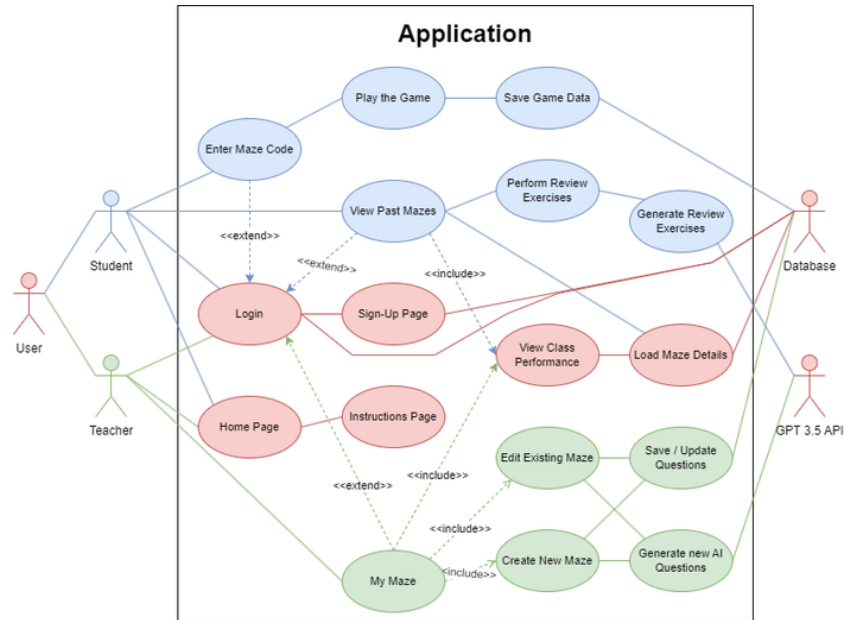 Application
Play the Game
Save Game Data
Enter Maze Code
Perform Review
Exercises
View Past Mazes
Generate Review
Exercises
<<extend>>
<<extend>>
<<include>>
Student
Database
User
Login
Sign-Up Page
View Class
Performance
Load Maze Details
Teacher
Home Page
Instructions Page
GPT 3.5 API
Edit Existing Maze
Save / Update
Questions
<<extend>>
<<include>>
<<include>>
My Maze
<include>>
Create New Maze
Generate new AI
Questions